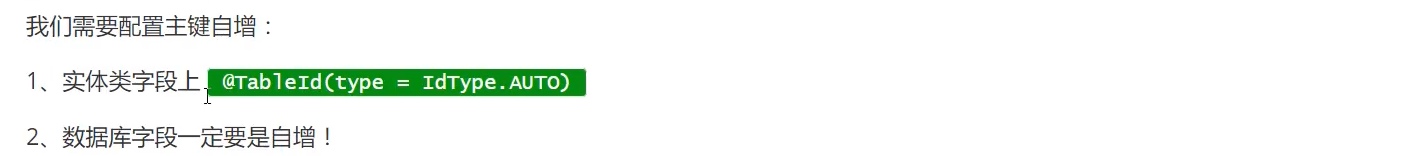 我们需要配置主键自增：
1、实体类字段上 @TableId(type = IdType.AUTO)
2、数据库字段一定要是自增！